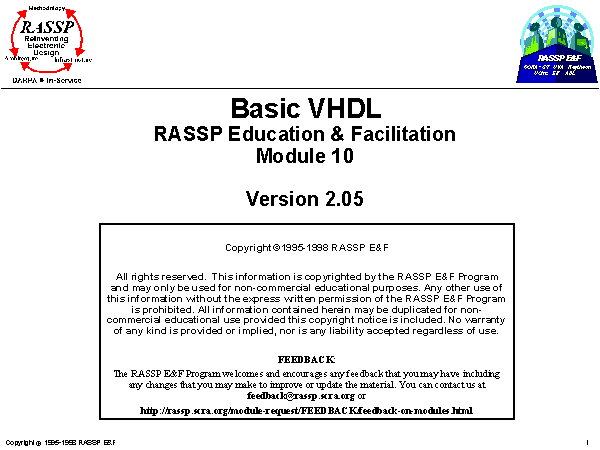 Methodology
RASSP
Reinventing
Electronic
Design
Architecture Infrastructure
DARPA Tri-Service
RASSP E&F
SCRA GT UVA Raytheon
UCinc EIT ADL
Basic VHDL
RASSP Education & Facilitation
Module 10
Version 2.05
Copyright © 1995-1998 RASSP E&F
All rights reserved. This information is copyrighted by the RASSP E&F Program
and may only be used for non-commercial educational purposes. Any other use of
this information without the express written permission of the RASSP E&F Program
is prohibited. All information contained herein may be duplicated for non-
commercial educational use provided this copyright notice is included. No warranty
of any kind is provided or implied, nor is any liability accepted regardless of use.
FEEDBACK:
The RASSP E&F Program welcomes and encourages any feedback that you may have including
any changes that you may make to improve or update the material. You can contact us at
feedback@rassp.scra.org or
http://rassp.scra.org/module-request/FEEDBACK/feedback-on-modules.html
Copyright © 1995-1998 RASSP E&F
1